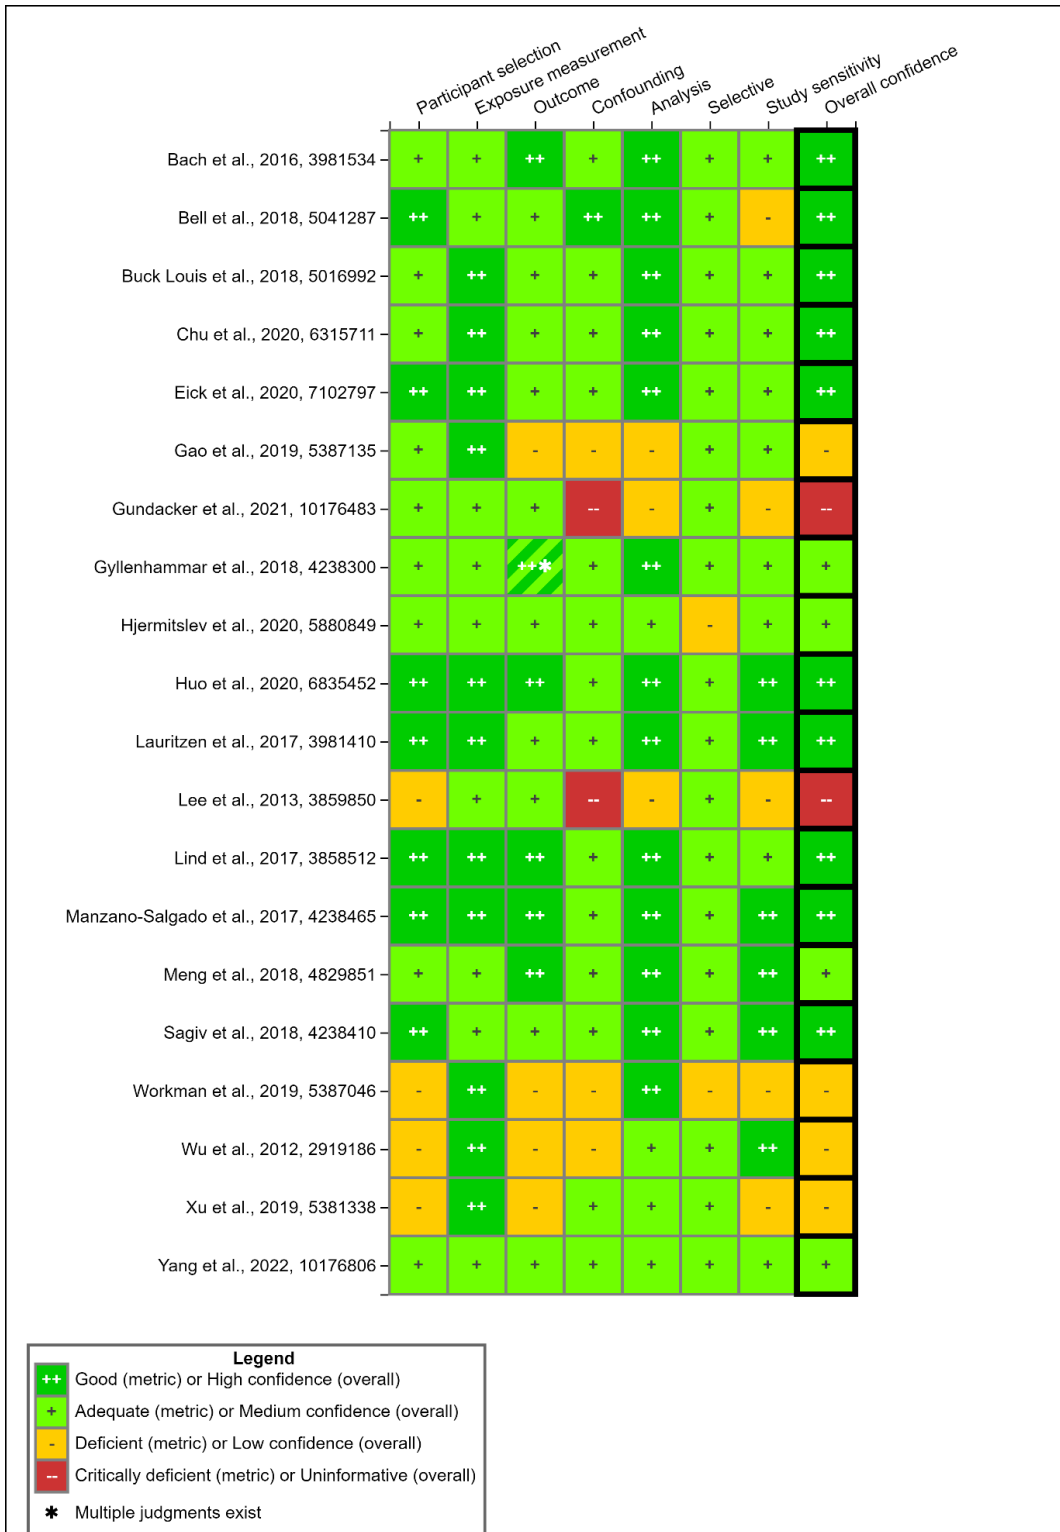 Participant selection
Exposure measurement
Outcome
Confounding
Analysis
Selective
Study sensitivity
Overall confidence
Bach et al., 2016, 3981534 + + ++ + ++ + + ++
Bell et al., 2018, 5041287 ++ + + ++ ++ + - ++
Buck Louis et al., 2018, 5016992 + ++ + + ++ + + ++
Chu et al., 2020, 6315711 + ++ + + ++ + + ++
Eick et al., 2020, 7102797 ++ ++ + + ++ + + ++
Gao et al., 2019, 5387135 + ++ - - - + + -
Gundacker et al., 2021, 10176483 + + + -- - + - --
Gyllenhammar et al., 2018, 4238300 + + ++✱ + ++ + + +
Hjermitslev et al., 2020, 5880849 + + + + + - + +
Huo et al., 2020, 6835452 ++ ++ ++ + ++ + ++ ++
Lauritzen et al., 2017, 3981410 ++ ++ + + ++ + ++ ++
Lee et al., 2013, 3859850 - + + -- - + - --
Lind et al., 2017, 3858512 ++ ++ ++ + ++ + + ++
Manzano-Salgado et al., 2017, 4238465 ++ ++ ++ + ++ + ++ ++
Meng et al., 2018, 4829851 + + ++ + ++ + ++ +
Sagiv et al., 2018, 4238410 ++ + + + ++ + ++ ++
Workman et al., 2019, 5387046 - ++ - - ++ - - -
Wu et al., 2012, 2919186 - ++ - - + + ++ -
Xu et al., 2019, 5381338 - ++ - + + + - -
Yang et al., 2022, 10176806 + + + + + + + +
Legend
++ Good (metric) or High confidence (overall)
+ Adequate (metric) or Medium confidence (overall)
- Deficient (metric) or Low confidence (overall)
-- Critically deficient (metric) or Uninformative (overall)
✱ Multiple judgments exist